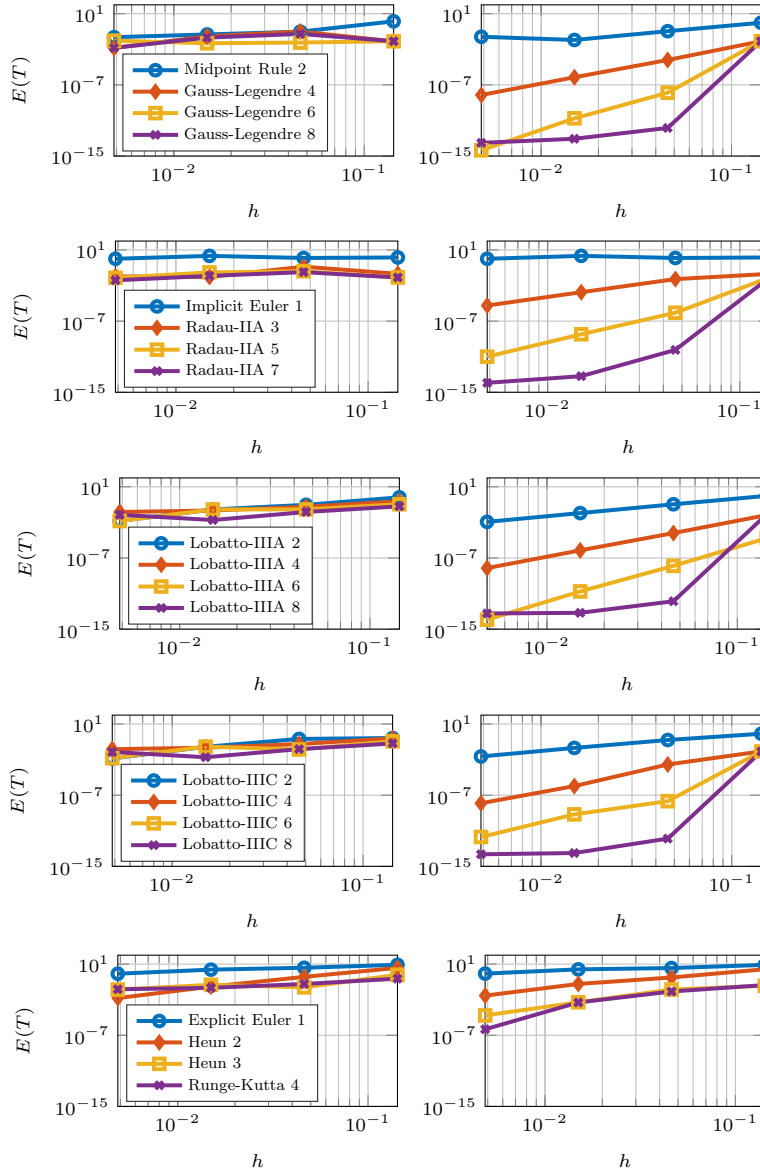 10^1
10^-7
10^-15
E(T)
Midpoint Rule 2
Gauss-Legendre 4
Gauss-Legendre 6
Gauss-Legendre 8
10^-2
10^-1
h
10^1
10^-7
10^-15
10^-2
10^-1
h
10^1
10^-7
10^-15
E(T)
Implicit Euler 1
Radau-IIA 3
Radau-IIA 5
Radau-IIA 7
10^-2
10^-1
h
10^1
10^-7
10^-15
10^-2
10^-1
h
10^1
10^-7
10^-15
E(T)
Lobatto-IIIA 2
Lobatto-IIIA 4
Lobatto-IIIA 6
Lobatto-IIIA 8
10^-2
10^-1
h
10^1
10^-7
10^-15
10^-2
10^-1
h
10^1
10^-7
10^-15
E(T)
Lobatto-IIIC 2
Lobatto-IIIC 4
Lobatto-IIIC 6
Lobatto-IIIC 8
10^-2
10^-1
h
10^1
10^-7
10^-15
10^-2
10^-1
h
10^1
10^-7
10^-15
E(T)
Explicit Euler 1
Heun 2
Heun 3
Runge-Kutta 4
10^-2
10^-1
h
10^1
10^-7
10^-15
10^-2
10^-1
h